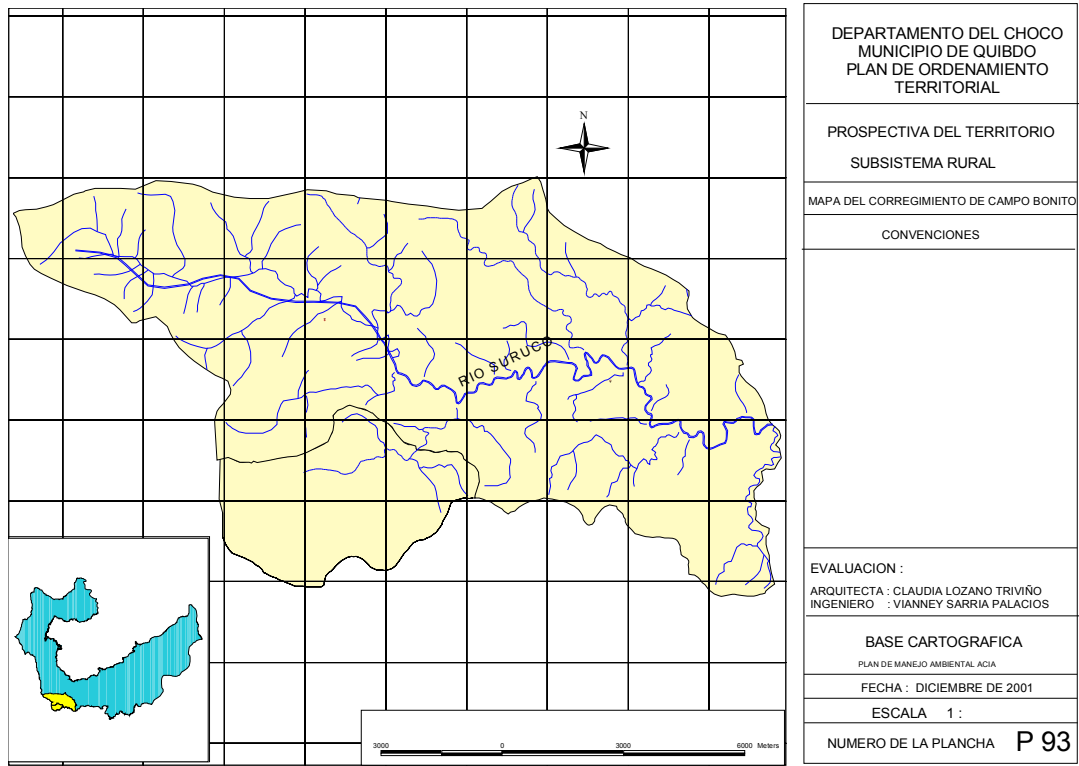 N
RIO SURUCO
3000 0 3000 6000 Meters
DEPARTAMENTO DEL CHOCO
MUNICIPIO DE QUIBDO
PLAN DE ORDENAMIENTO
TERRITORIAL
PROSPECTIVA DEL TERRITORIO
SUBSISTEMA RURAL
MAPA DEL CORREGIMIENTO DE CAMPO BONITO
CONVENCIONES
EVALUACION :
ARQUITECTA : CLAUDIA LOZANO TRIVIÑO
INGENIERO : VIANNEY SARRIA PALACIOS
BASE CARTOGRAFICA
PLAN DE MANEJO AMBIENTAL ACIA
FECHA : DICIEMBRE DE 2001
ESCALA 1 :
NUMERO DE LA PLANCHA P 93